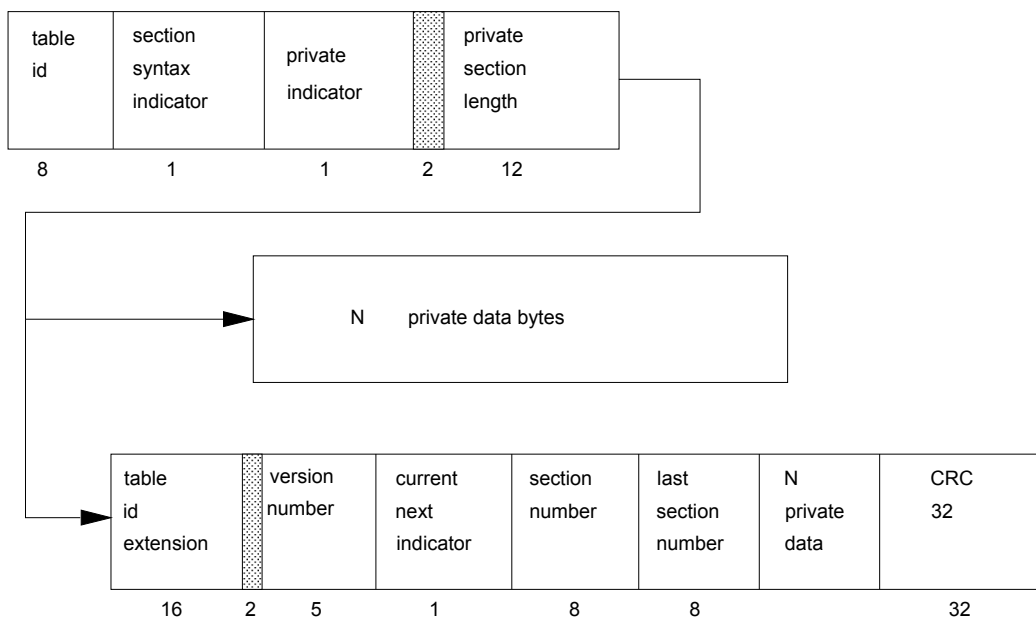 table
id
section
syntax
indicator
private
indicator
private
section
length
8
1
1
2
12
N private data bytes
table
id
extension
version
number
current
next
indicator
section
number
last
section
number
N
private
data
CRC
32
16
2
5
1
8
8
32